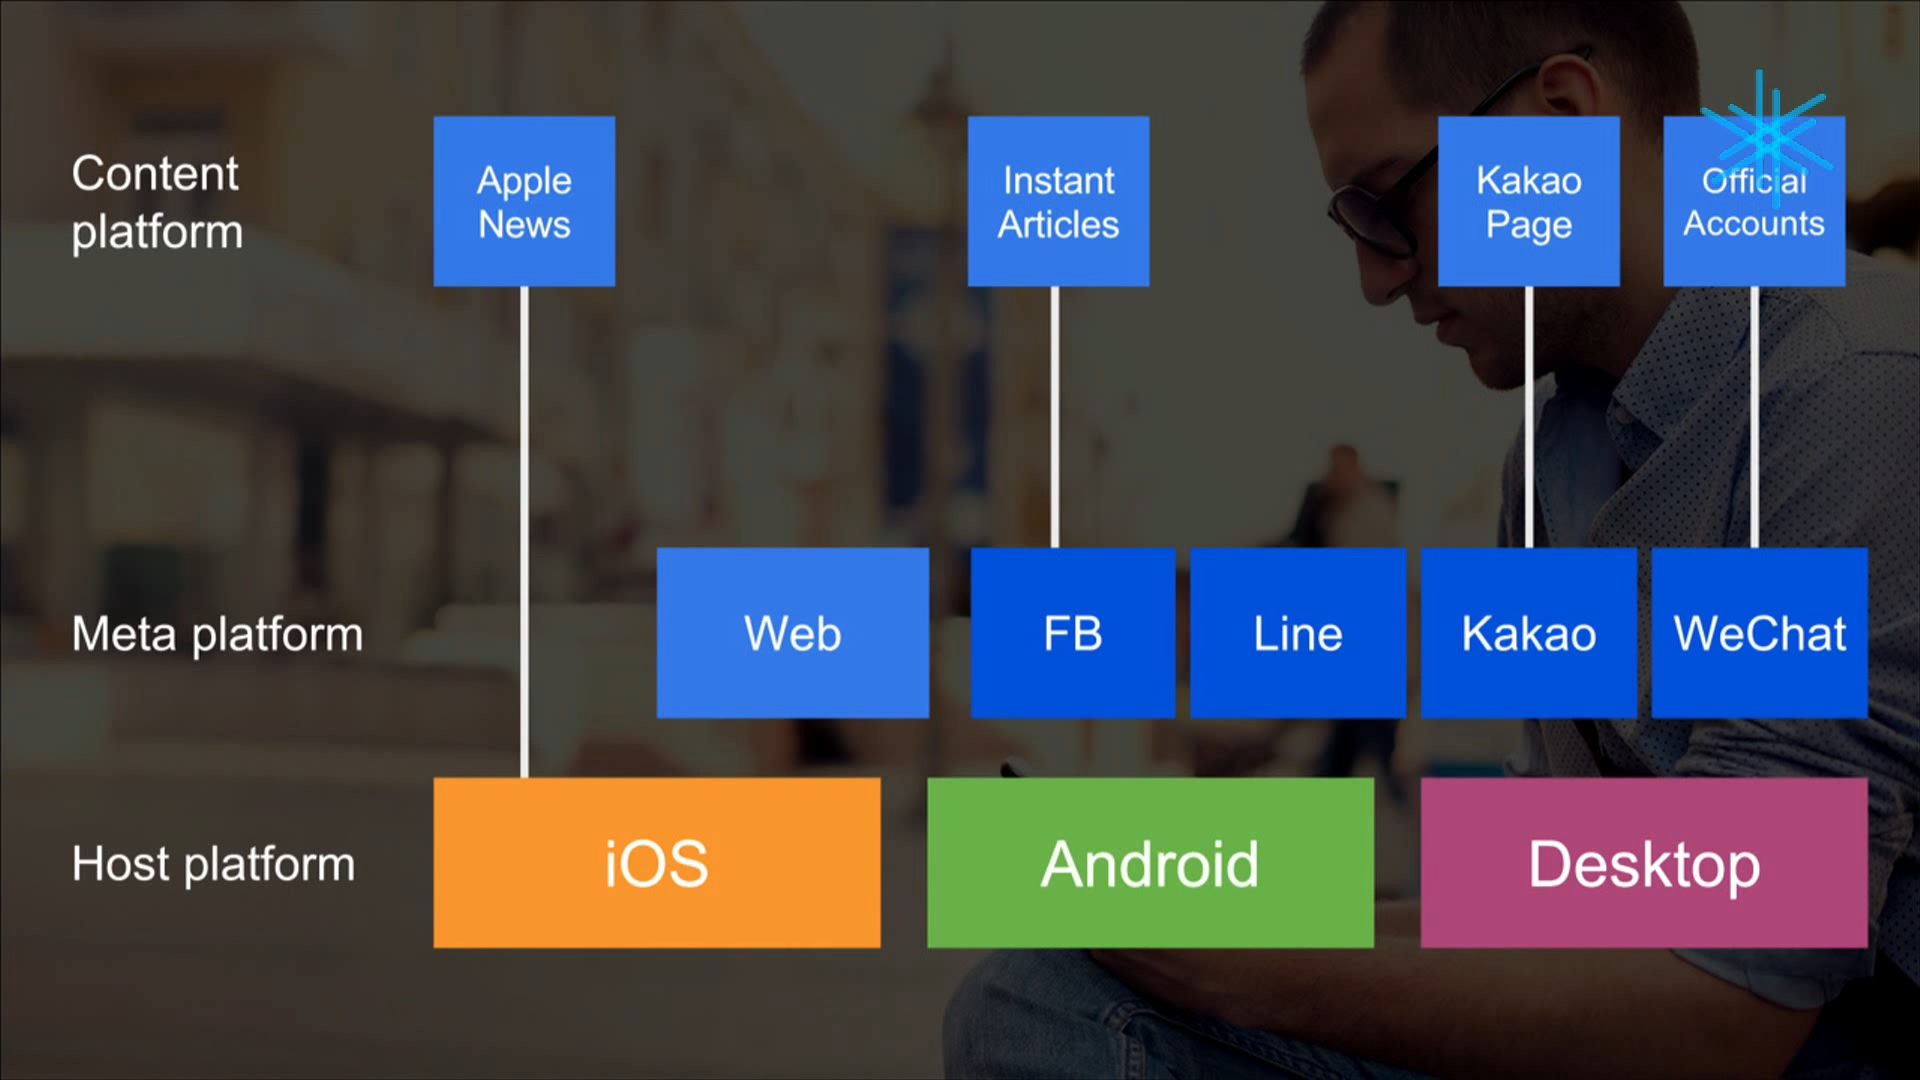 Content
platform
Apple
News
Instant
Articles
Kakao
Page
Official
Accounts
Meta platform
Web
FB
Line
Kakao
WeChat
Host platform
iOS
Android
Desktop